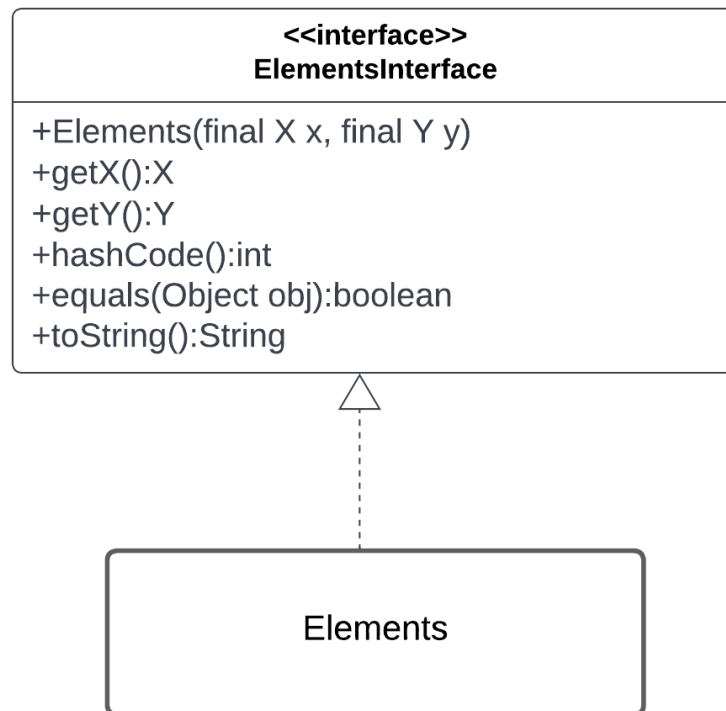 <<interface>>
ElementsInterface
+Elements(final X x, final Y y)
+getX():X
+getY():Y
+hashCode():int
+equals(Object obj):boolean
+toString():String
Elements